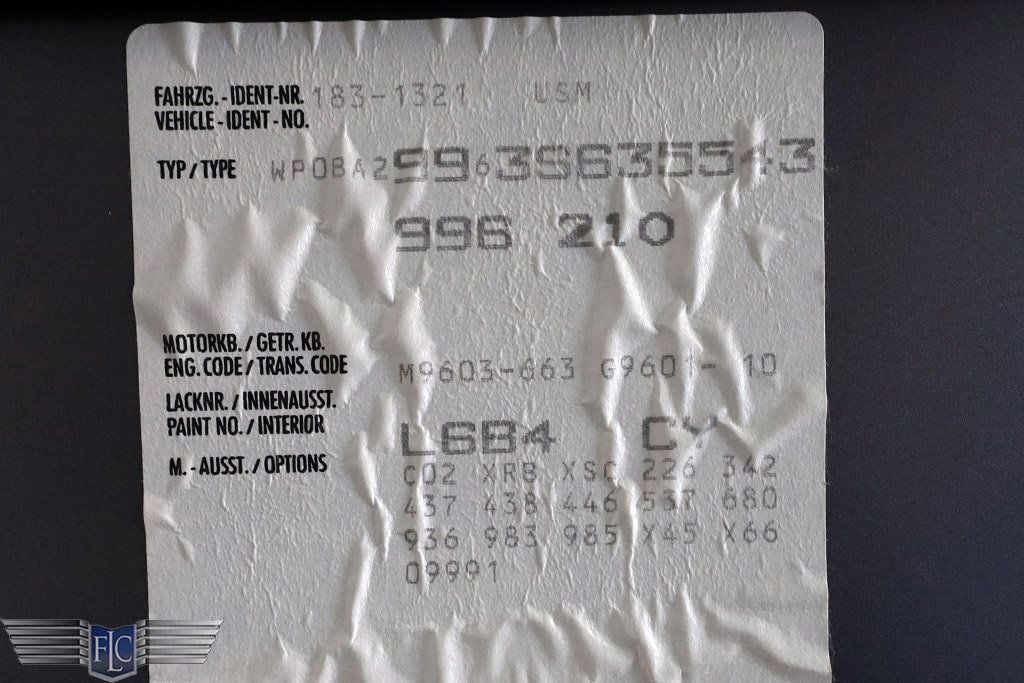 FAHRZG.-IDENT-NR. 183-1321 USM
VEHICLE-IDENT-NO.
TYP/TYPE WP0BA29963S635543
996 210
MOTORKB./GETR.KB.
ENG.CODE/TRANS.CODE M9603-663 G9601- 10
LACKNR./INNENAUSST.
PAINT NO./INTERIOR L6B4 CY
M.-AUSST./OPTIONS
C02 XRB XSC 226 342
437 438 446 537 680
936 983 985 X45 X66
09991
FLC